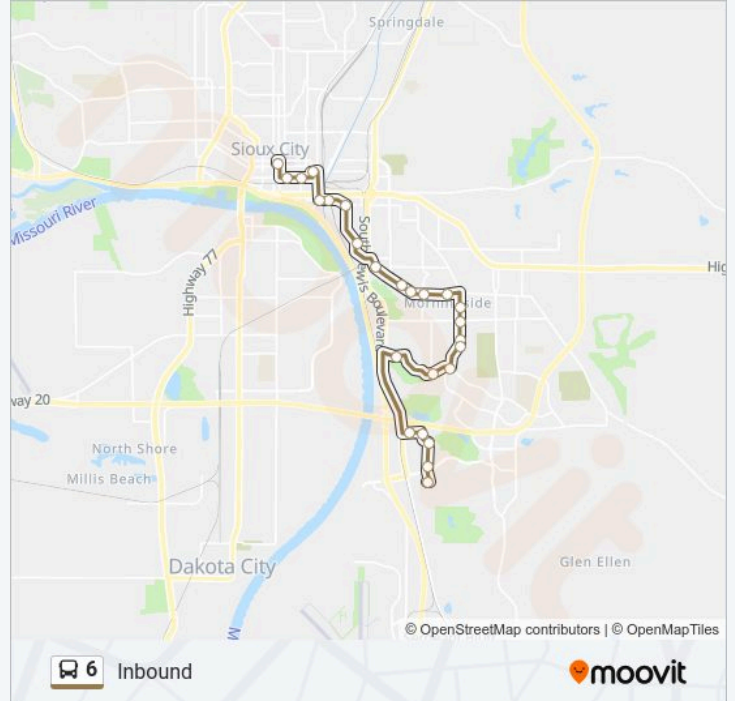 Springdale
Sioux City
Missouri River
Highway 77
South Lewis Boulevard
Morningside
way 20
North Shore
Millis Beach
Dakota City
Glen Ellen
© OpenStreetMap contributors | © OpenMapTiles
6 Inbound
moovit